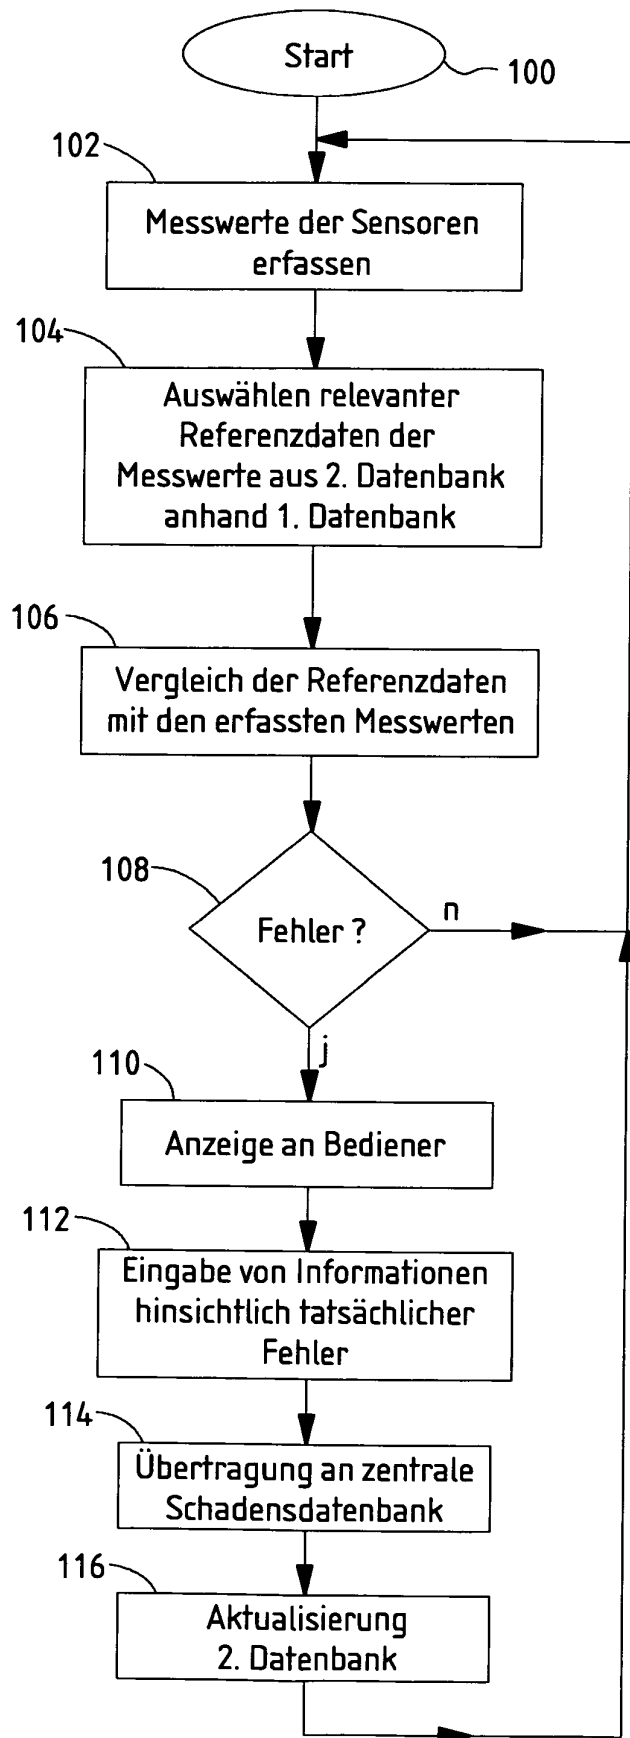 Start
100
102
Messwerte der Sensoren
erfassen
104
Auswählen relevanter
Referenzdaten der
Messwerte aus 2. Datenbank
anhand 1. Datenbank
106
Vergleich der Referenzdaten
mit den erfassten Messwerten
108
Fehler ?
n
j
110
Anzeige an Bediener
112
Eingabe von Informationen
hinsichtlich tatsächlicher
Fehler
114
Übertragung an zentrale
Schadensdatenbank
116
Aktualisierung
2. Datenbank